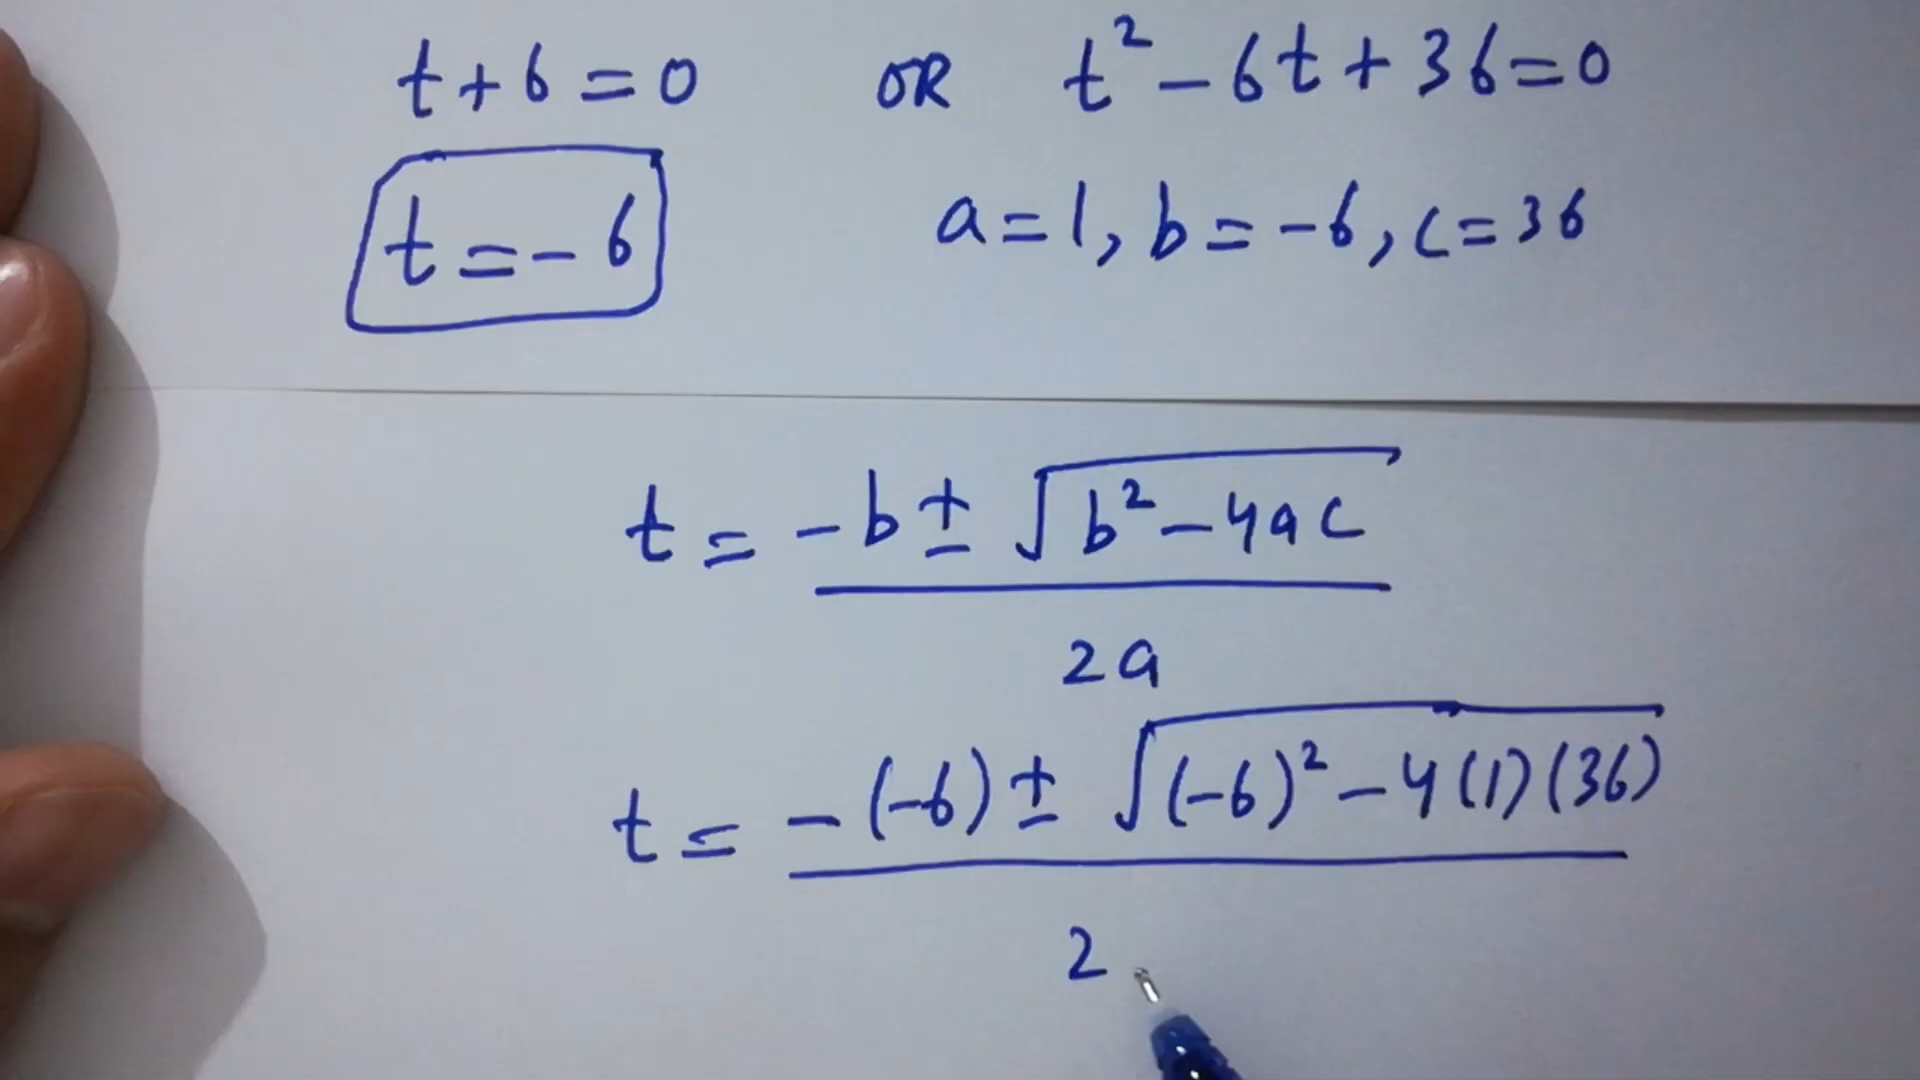 t + 6 = 0 OR t² - 6t + 36 = 0
t = - 6 a = 1, b = -6, c = 36
t = -b ± √b² - 4ac
2a
t = -(-6) ± √(-6)² - 4(1)(36)
2